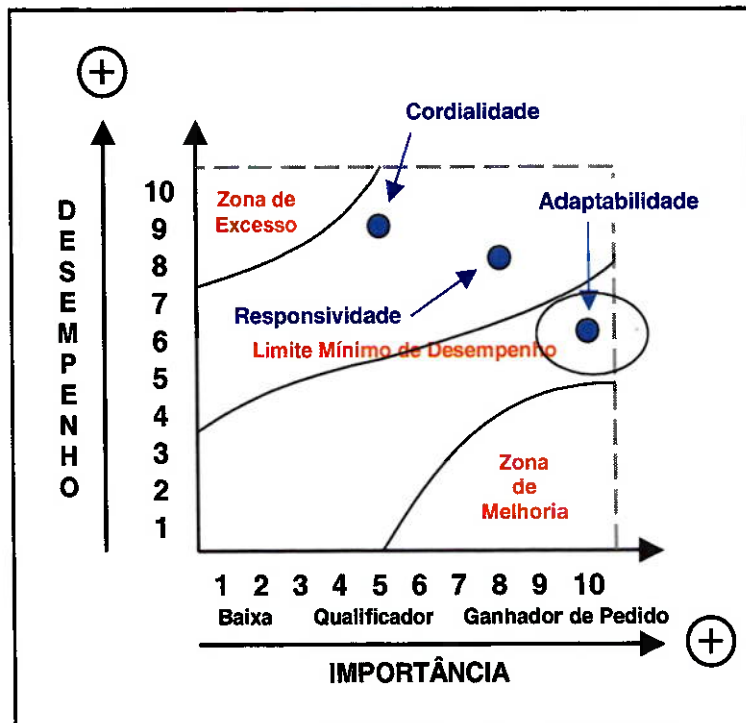 +
Cordialidade
DESEMPENHO
10
9
8
7
6
5
4
3
2
1
Zona de
Excesso
Adaptabilidade
Responsividade
Limite Mínimo de Desempenho
Zona
de
Melhoria
1 2 3 4 5 6 7 8 9 10
Baixa Qualificador Ganhador de Pedido
+
IMPORTÂNCIA